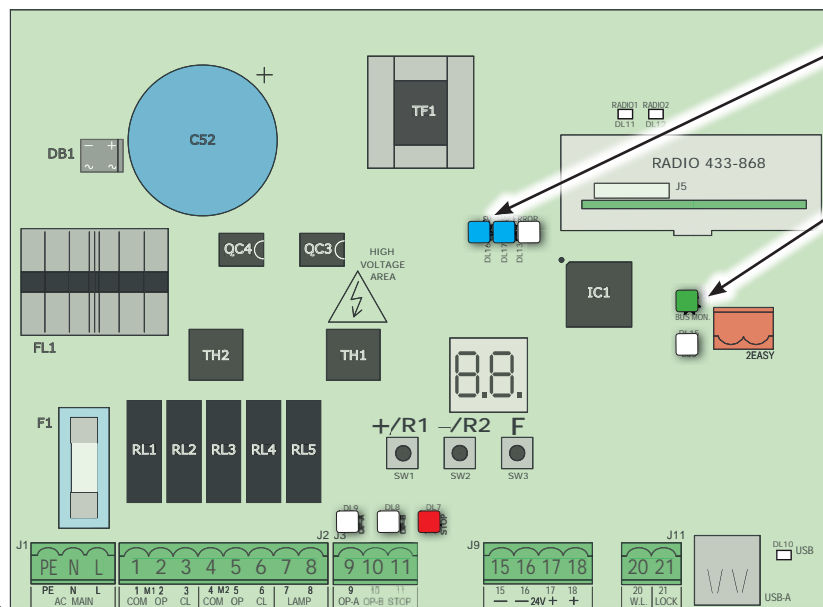 +
TF1
RADIO1 RADIO2
DL11
C52
DB1
− +
~ ~
RADIO 433-868
J5
DL16 DL17 DL13
QC4
QC3
HIGH
VOLTAGE
AREA
IC1
BUS MON.
2EASY
FL1
TH2
TH1
8.8.
F1
+/R1 −/R2 F
SW1 SW2 SW3
RL1 RL2 RL3 RL4 RL5
DL9 DL8 DL7
STOP
J1 J2 J3 J9 J11
DL10
USB
PE N L 1 2 3 4 5 6 7 8 9 10 11 15 16 17 18 20 21
PE N L 1 M1 2 3 4 M2 5 6 7 8 9 10 11 15 16 17 18 20 21
AC MAIN COM OP CL COM OP CL LAMP OP-A OP-B STOP — —24V+ + W.L LOCK
USB-A